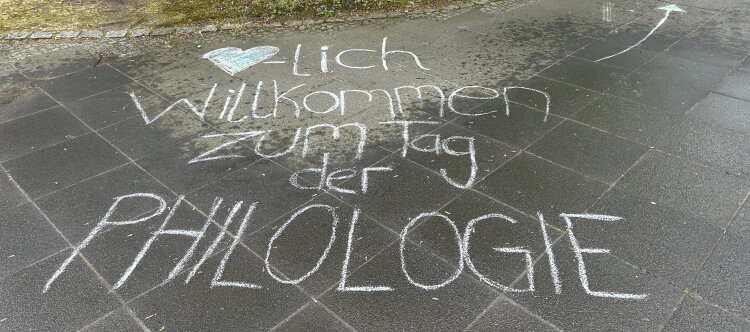 ♥-Lich
Willkommen
zum Tag
der
PHILOLOGIE